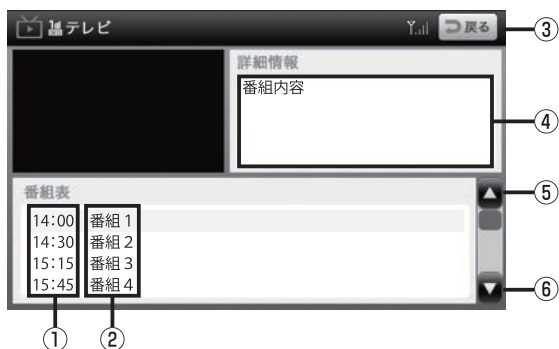 テレビ
戻る
③
詳細情報
番組内容
④
番組表
⑤
14:00 番組 1
14:30 番組 2
15:15 番組 3
15:45 番組 4
⑥
① ②